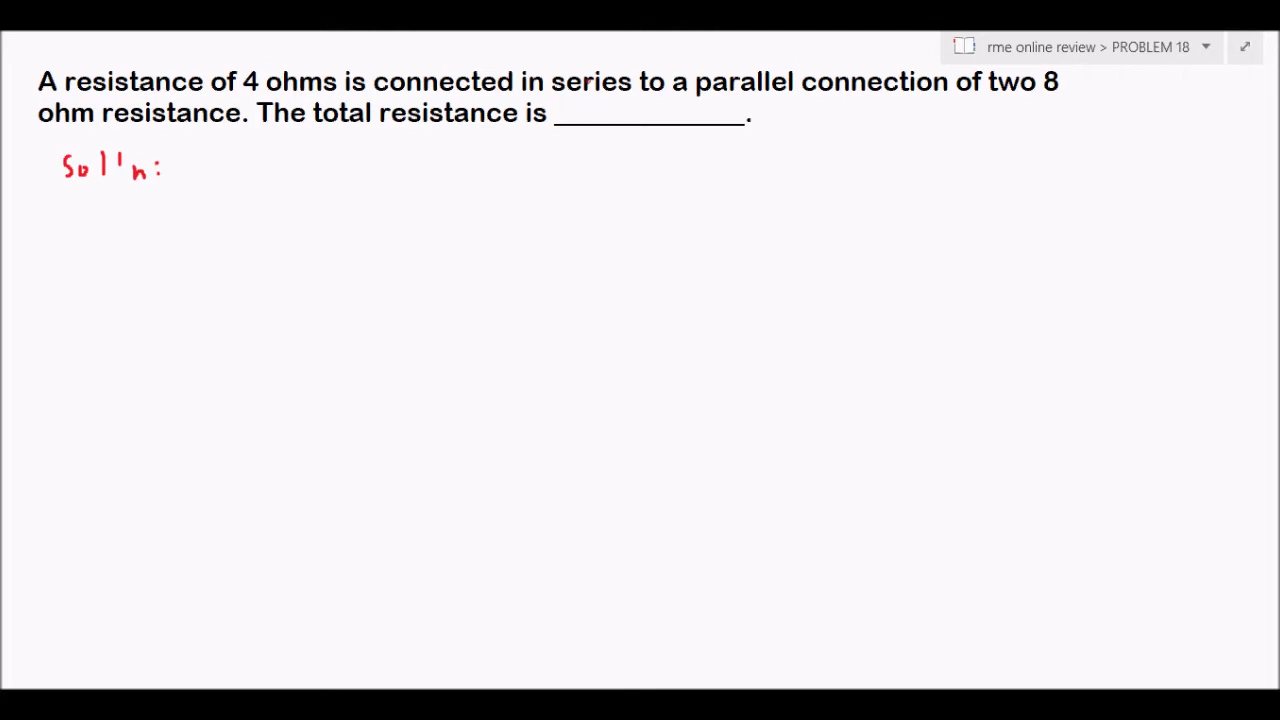 rme online review > PROBLEM 18
A resistance of 4 ohms is connected in series to a parallel connection of two 8
ohm resistance. The total resistance is _____________.
Sol'n: